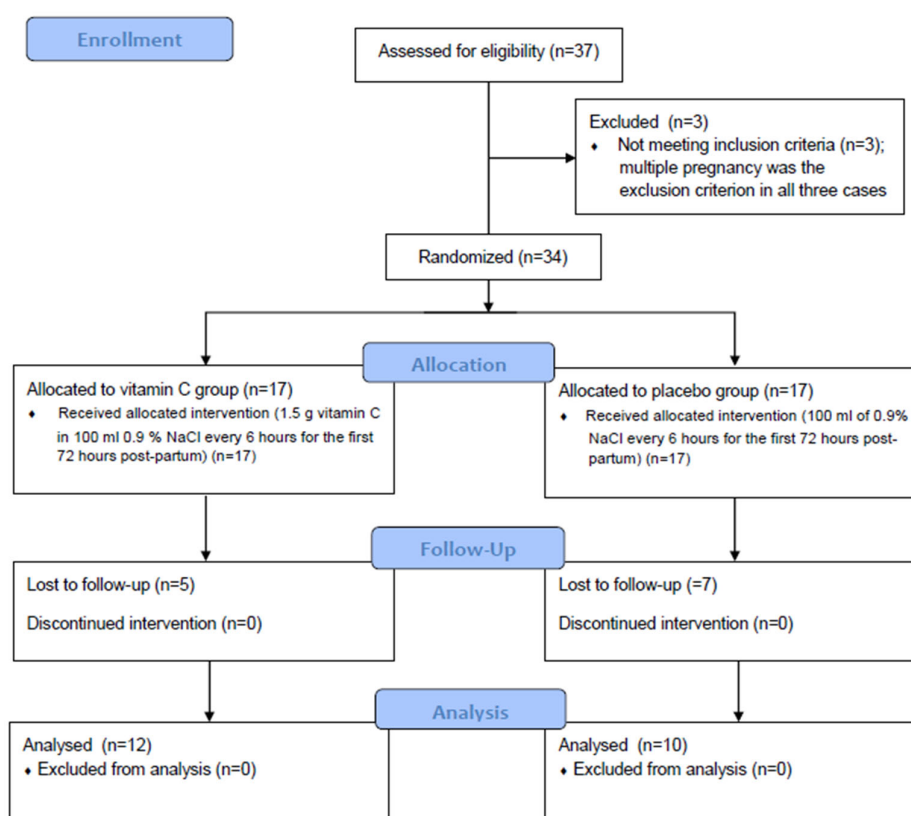 Enrollment
Assessed for eligibility (n=37)
Excluded (n=3)
♦ Not meeting inclusion criteria (n=3);
multiple pregnancy was the
exclusion criterion in all three cases
Randomized (n=34)
Allocation
Allocated to vitamin C group (n=17)
♦ Received allocated intervention (1.5 g vitamin C
in 100 ml 0.9 % NaCl every 6 hours for the first
72 hours post-partum) (n=17)
Allocated to placebo group (n=17)
♦ Received allocated intervention (100 ml of 0.9%
NaCl every 6 hours for the first 72 hours post-
partum) (n=17)
Follow-Up
Lost to follow-up (n=5)
Discontinued intervention (n=0)
Lost to follow-up (=7)
Discontinued intervention (n=0)
Analysis
Analysed (n=12)
♦ Excluded from analysis (n=0)
Analysed (n=10)
♦ Excluded from analysis (n=0)